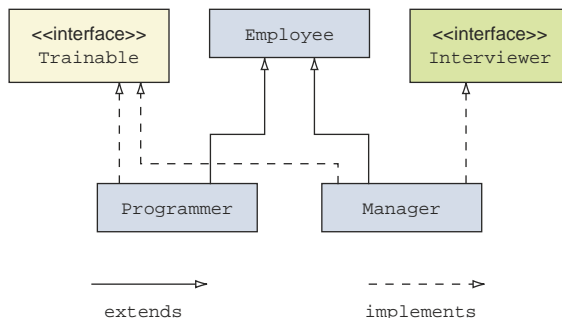 <<interface>>
Trainable
Employee
<<interface>>
Interviewer
Programmer
Manager
extends
implements